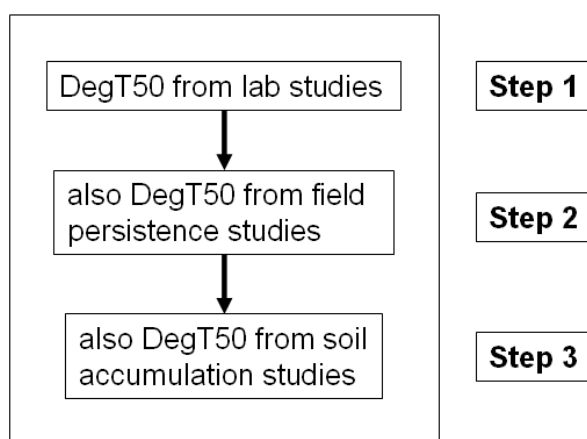 DegT50 from lab studies
Step 1
also DegT50 from field
persistence studies
Step 2
also DegT50 from soil
accumulation studies
Step 3